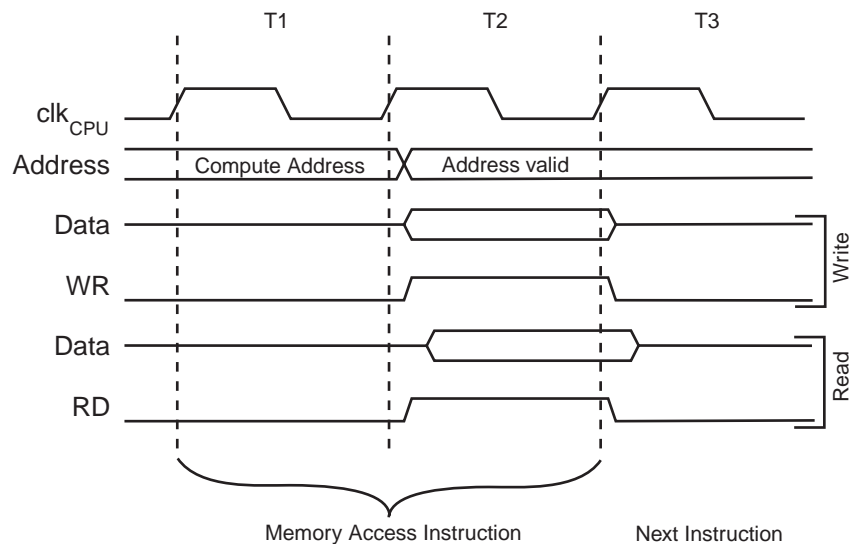 T1 T2 T3
clkCPU
Address Compute Address Address valid
Data
WR
Write
Data
RD
Read
Memory Access Instruction Next Instruction